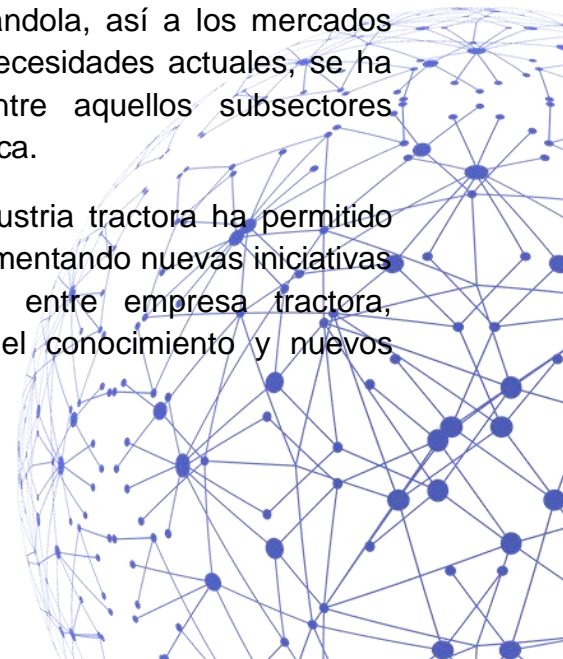 ándola, así a los mercados
ecesidades actuales, se ha
ntre aquellos subsectores
ca.
ustria tractora ha permitido
mentando nuevas iniciativas
entre empresa tractora,
el conocimiento y nuevos